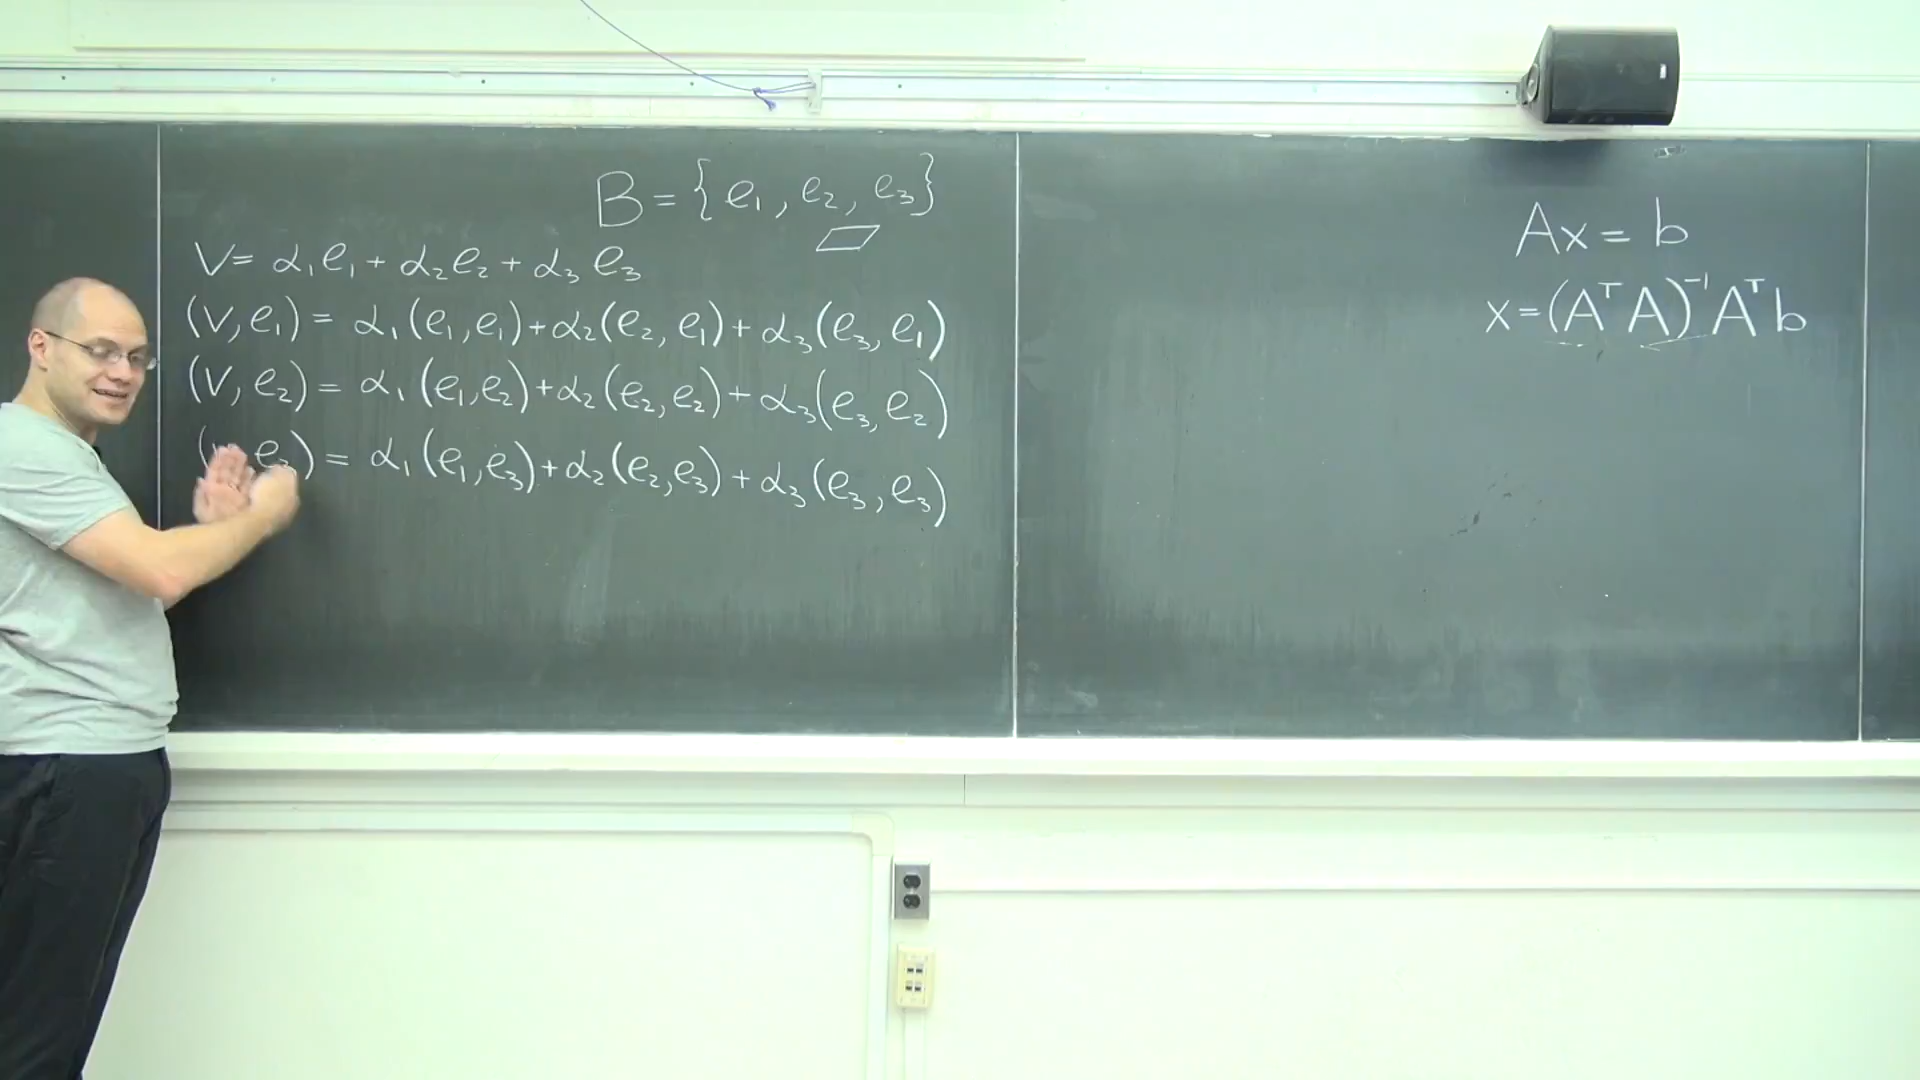 B = {e₁, e₂, e₃}
V = α₁e₁ + α₂e₂ + α₃e₃
(V, e₁) = α₁(e₁, e₁) + α₂(e₂, e₁) + α₃(e₃, e₁)
(V, e₂) = α₁(e₁, e₂) + α₂(e₂, e₂) + α₃(e₃, e₂)
e₃) = α₁(e₁, e₃) + α₂(e₂, e₃) + α₃(e₃, e₃)
Ax = b
x = (AᵀA)⁻¹Aᵀb